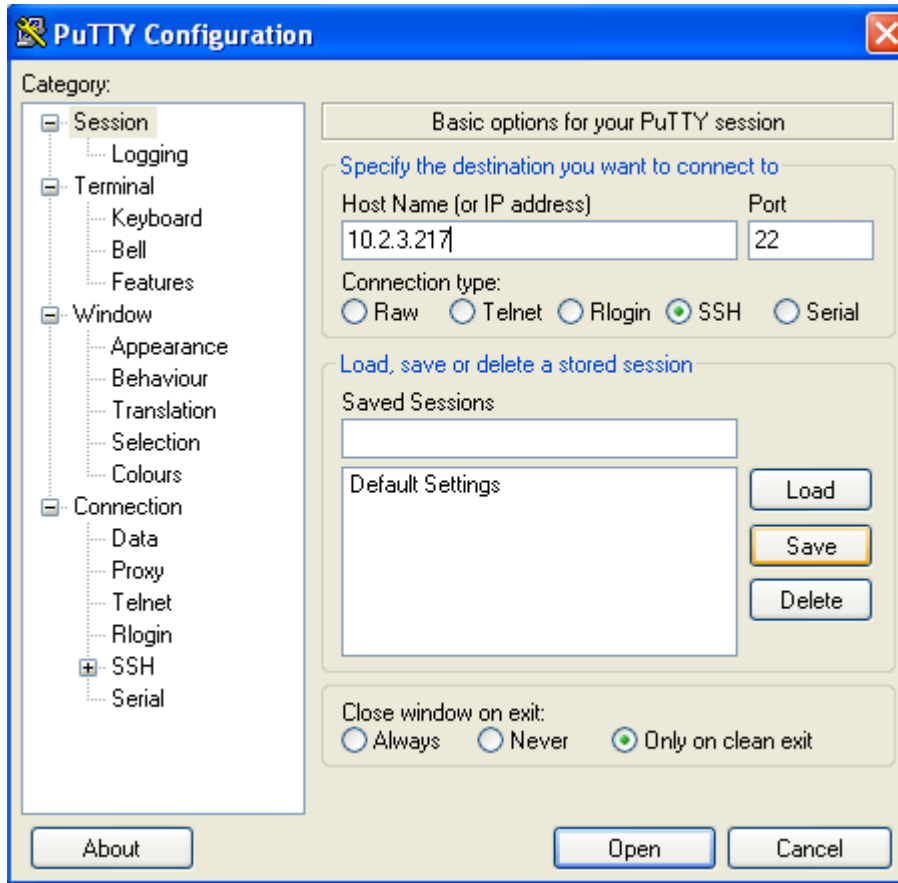 PuTTY Configuration
Category:
Session
Logging
Terminal
Keyboard
Bell
Features
Window
Appearance
Behaviour
Translation
Selection
Colours
Connection
Data
Proxy
Telnet
Rlogin
SSH
Serial
Basic options for your PuTTY session
Specify the destination you want to connect to
Host Name (or IP address) Port
10.2.3.217 22
Connection type:
Raw Telnet Rlogin SSH Serial
Load, save or delete a stored session
Saved Sessions
Default Settings
Load
Save
Delete
Close window on exit:
Always Never Only on clean exit
About Open Cancel